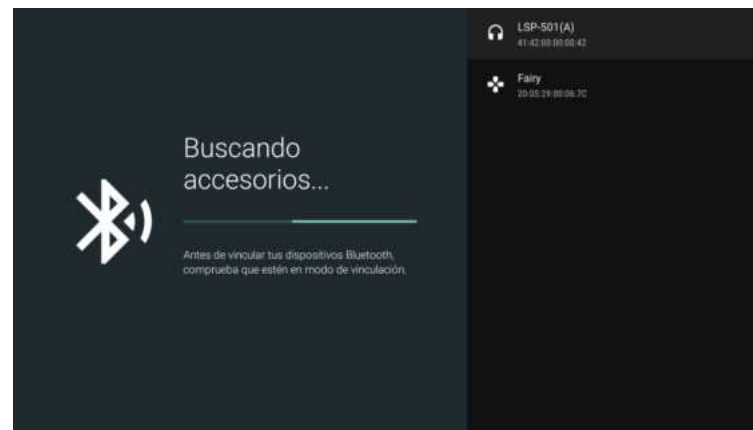 Buscando
accesorios...
Antes de vincular tus dispositivos Bluetooth,
comprueba que estén en modo de vinculación.
LSP-501(A)
41:42:00:00:00:42
Fairy
20:05:29:00:06:7C